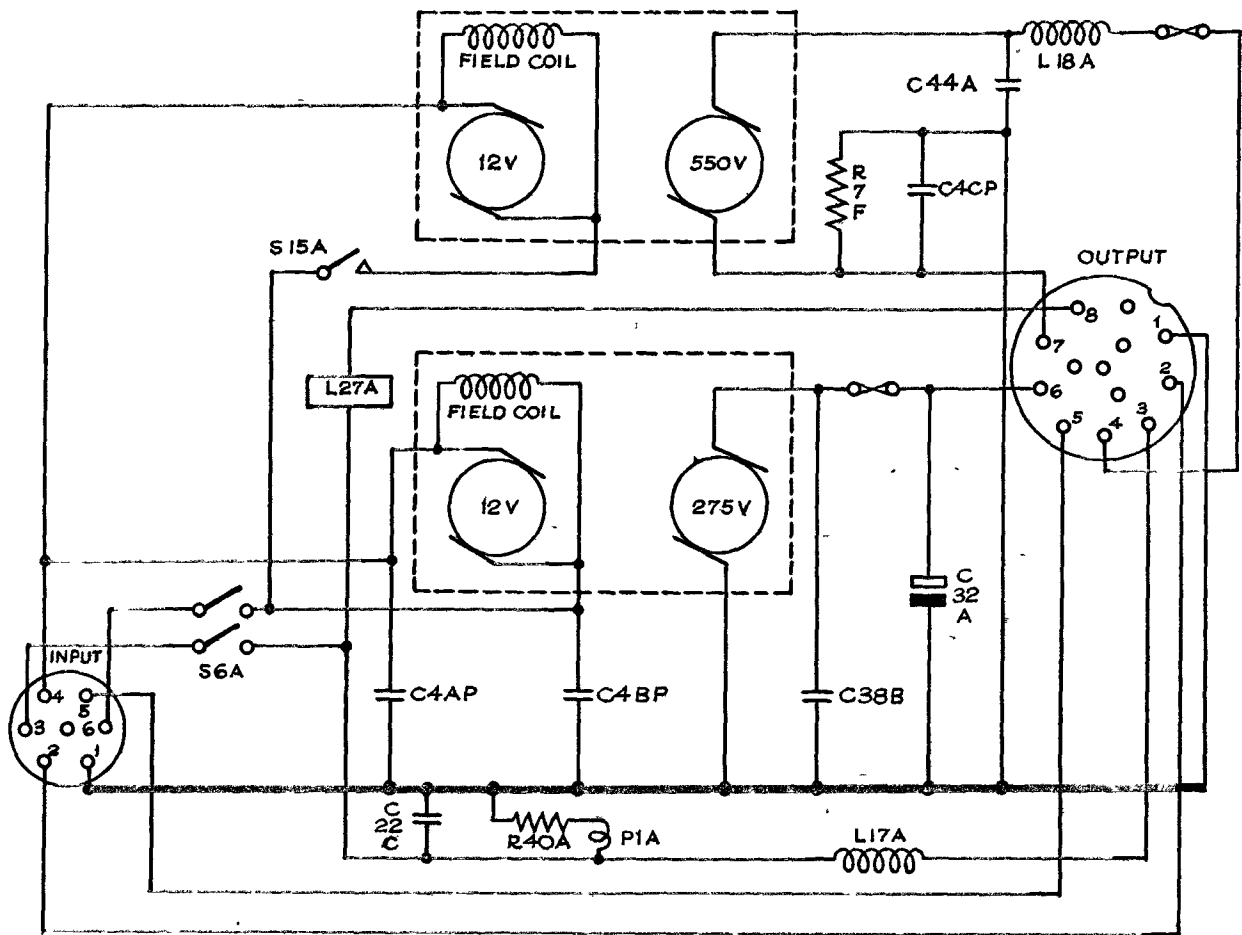 FIELD COIL
12V
550V
C44A
L18A
R
7
F
C4CP
S15A
OUTPUT
8
1
7
2
6
5
4
3
L27A
FIELD COIL
12V
275V
C
32
A
INPUT
S6A
4
5
3
6
2
1
C4AP
C4BP
C38B
C
22
C
R40A
P1A
L17A